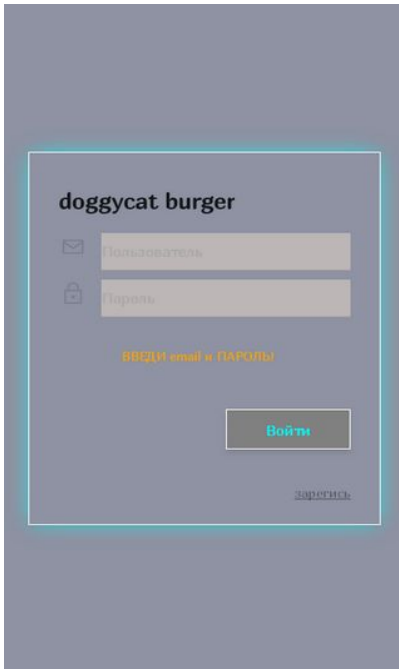 doggycat burger
Пользователь
Пароль
ВВЕДИ email и ПАРОЛЬ!
Войти
зарегись